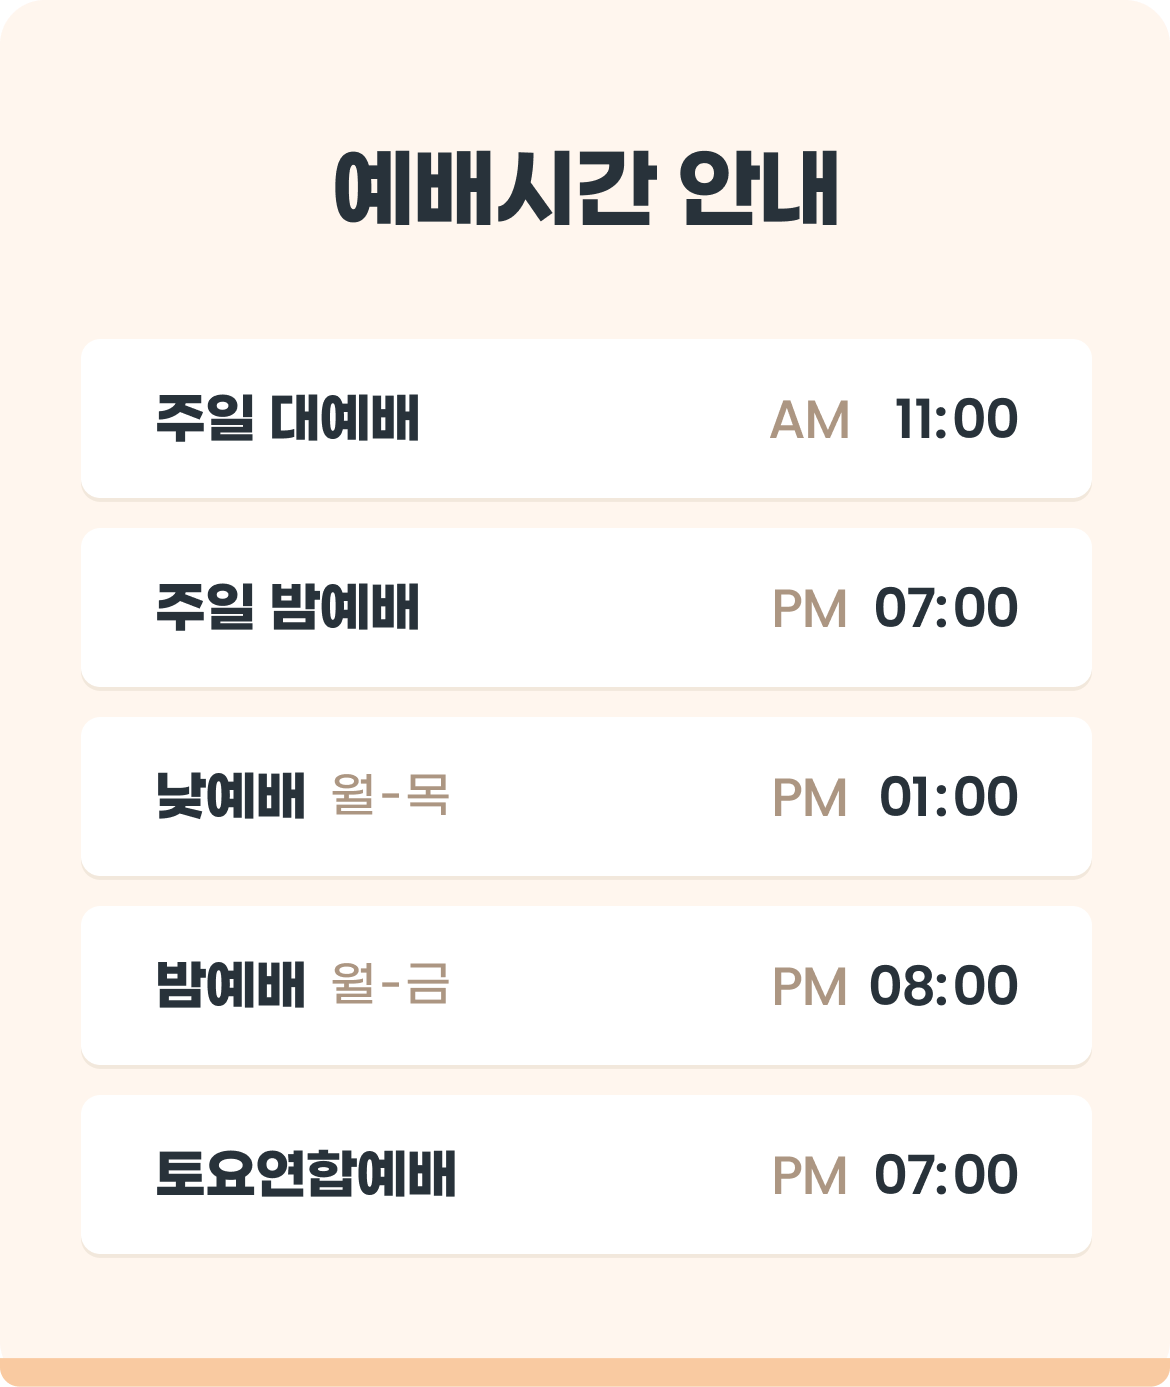 예배시간 안내
주일 대예배 AM 11:00
주일 밤예배 PM 07:00
낮예배 월-목 PM 01:00
밤예배 월-금 PM 08:00
토요연합예배 PM 07:00